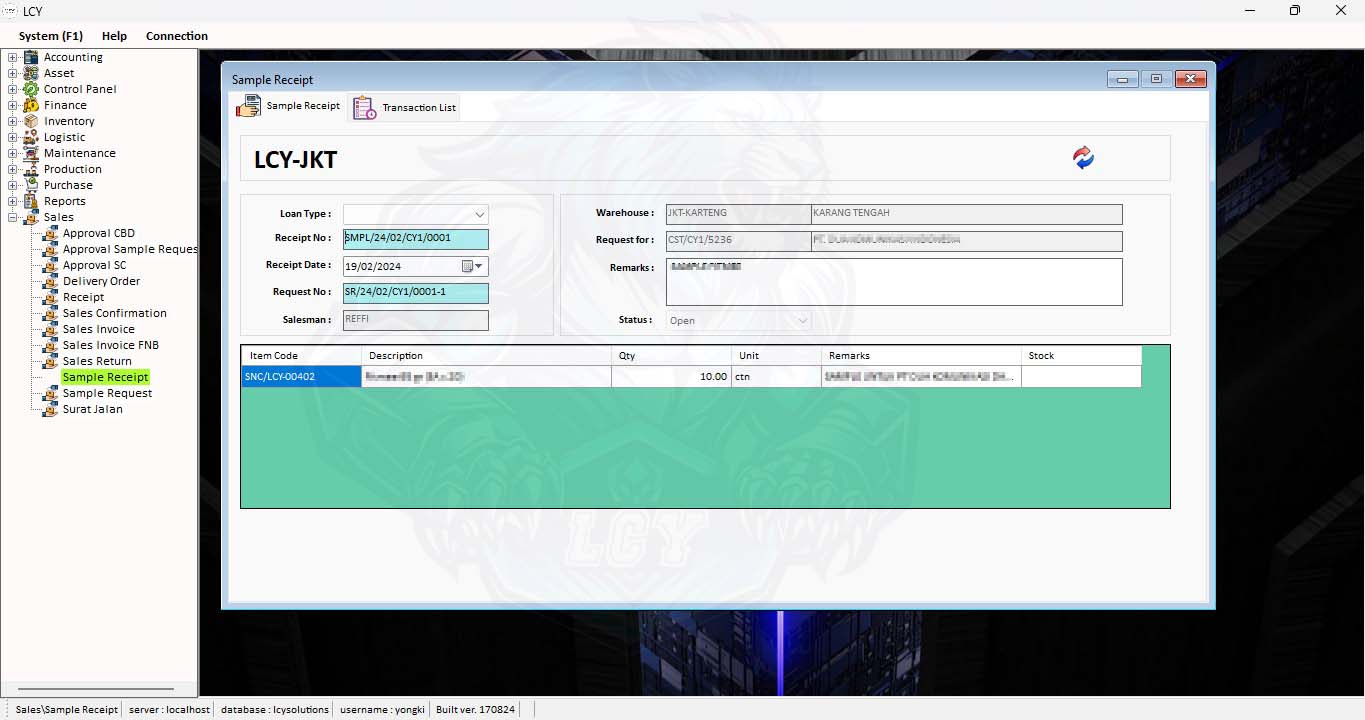 LCY
System (F1) Help Connection
Accounting
Asset
Control Panel
Finance
Inventory
Logistic
Maintenance
Production
Purchase
Reports
Sales
Approval CBD
Approval Sample Reques
Approval SC
Delivery Order
Receipt
Sales Confirmation
Sales Invoice
Sales Invoice FNB
Sales Return
Sample Receipt
Sample Request
Surat Jalan
Sample Receipt
Sample Receipt Transaction List
LCY-JKT
Loan Type :
Receipt No : SMPL/24/02/CY1/0001
Receipt Date : 19/02/2024
Request No : SR/24/02/CY1/0001-1
Salesman : REFFI
Warehouse : JKT-KARTENG KARANG TENGAH
Request for : CST/CY1/5236
Remarks :
Status : Open
Item Code Description Qty Unit Remarks Stock
SNC/LCY-00402 10.00 ctn
LCY
Sales\Sample Receipt server : localhost database : lcysolutions username : yongki Built ver. 170824